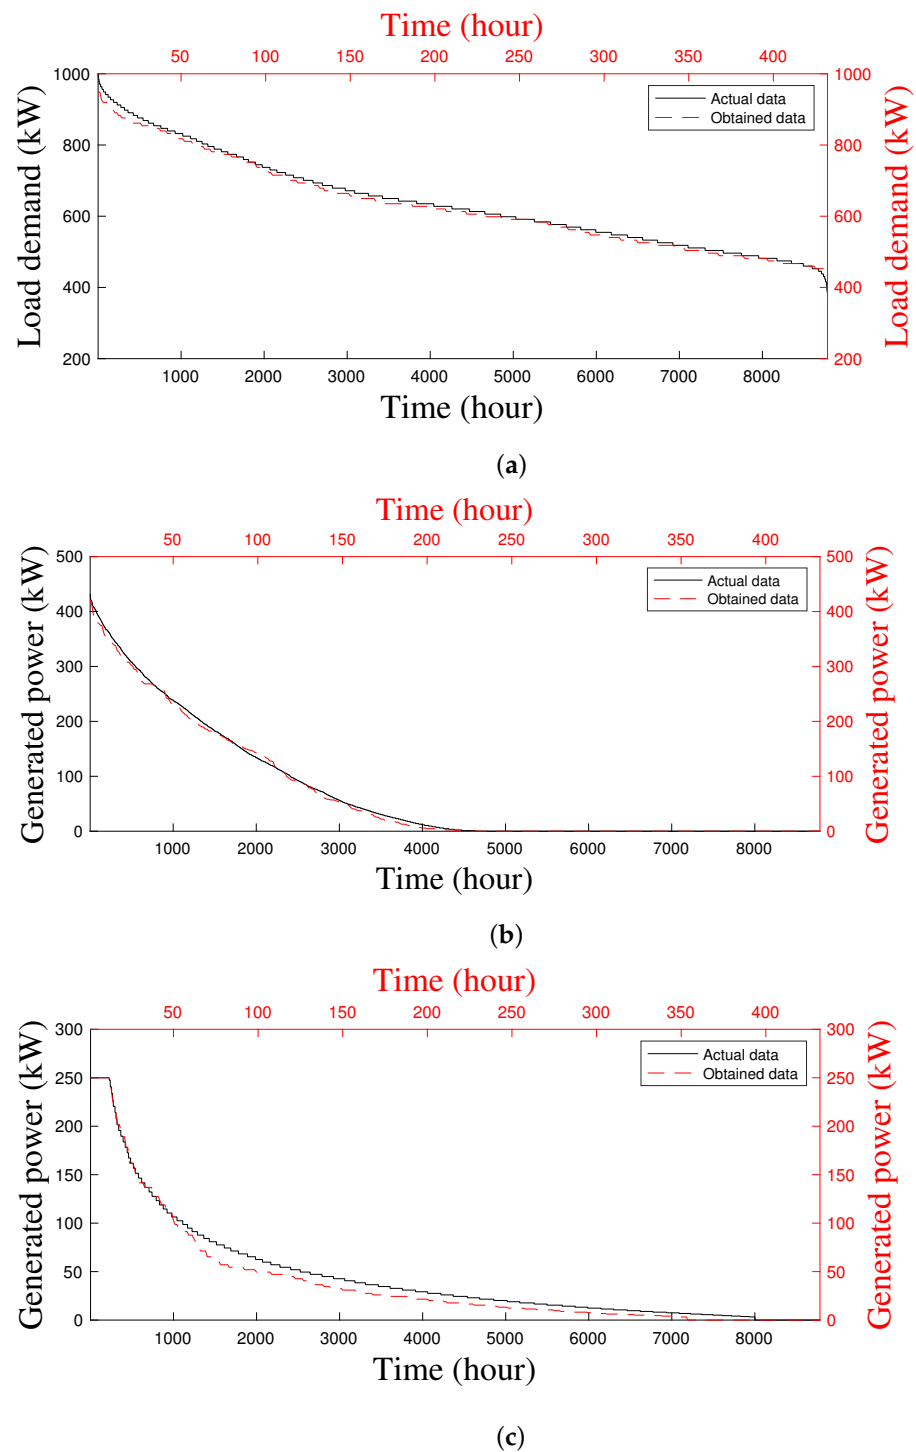 Time (hour)
50 100 150 200 250 300 350 400
1000 1000
Actual data
Obtained data
800 800
600 600
400 400
200 200
Load demand (kW)
Load demand (kW)
1000 2000 3000 4000 5000 6000 7000 8000
Time (hour)
(a)
Time (hour)
50 100 150 200 250 300 350 400
500 500
Actual data
Obtained data
400 400
300 300
200 200
100 100
0 0
Generated power (kW)
Generated power (kW)
1000 2000 3000 4000 5000 6000 7000 8000
Time (hour)
(b)
Time (hour)
50 100 150 200 250 300 350 400
300 300
Actual data
Obtained data
250 250
200 200
150 150
100 100
50 50
0 0
Generated power (kW)
Generated power (kW)
1000 2000 3000 4000 5000 6000 7000 8000
Time (hour)
(c)